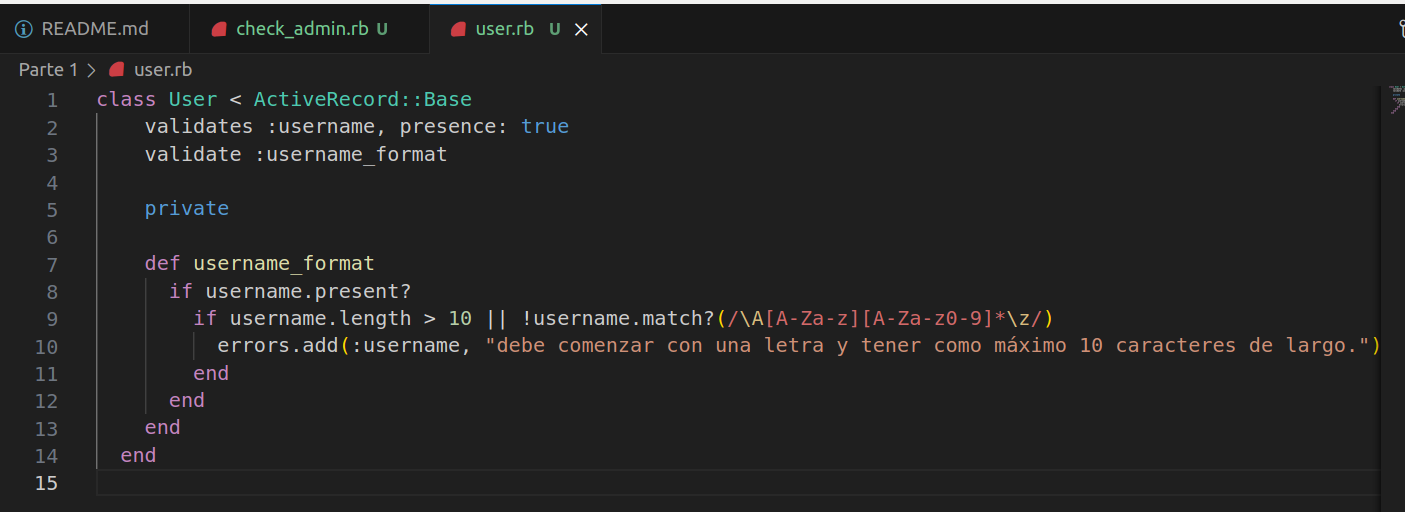 README.md check_admin.rb U user.rb U
Parte 1 > user.rb
1 class User < ActiveRecord::Base
2 validates :username, presence: true
3 validate :username_format
4
5 private
6
7 def username_format
8 if username.present?
9 if username.length > 10 || !username.match?(/\A[A-Za-z][A-Za-z0-9]*\z/)
10 errors.add(:username, "debe comenzar con una letra y tener como máximo 10 caracteres de largo.")
11 end
12 end
13 end
14 end
15